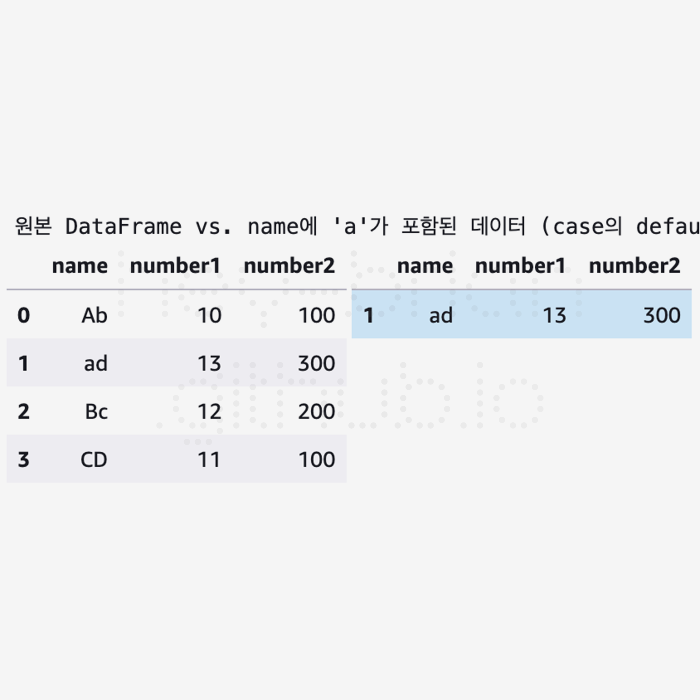 원본 DataFrame vs. name에 'a'가 포함된 데이터 (case의 defau
name number1 number2 name number1 number2
0 Ab 10 100 1 ad 13 300
1 ad 13 300
2 Bc 12 200
3 CD 11 100
github.io